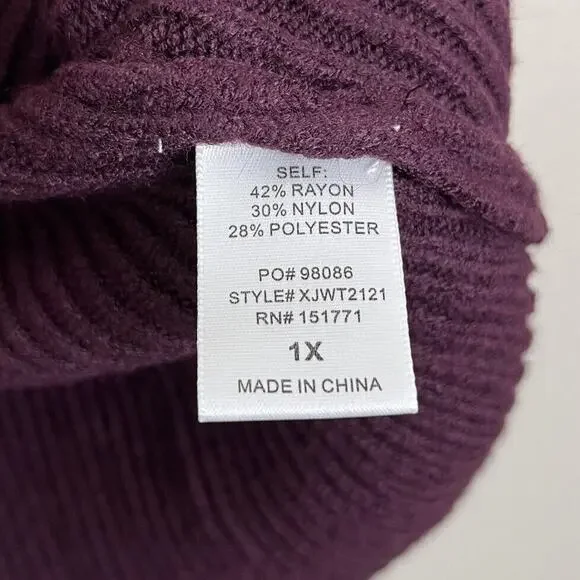 SELF:
42% RAYON
30% NYLON
28% POLYESTER
PO# 98086
STYLE# XJWT2121
RN# 151771
1X
MADE IN CHINA